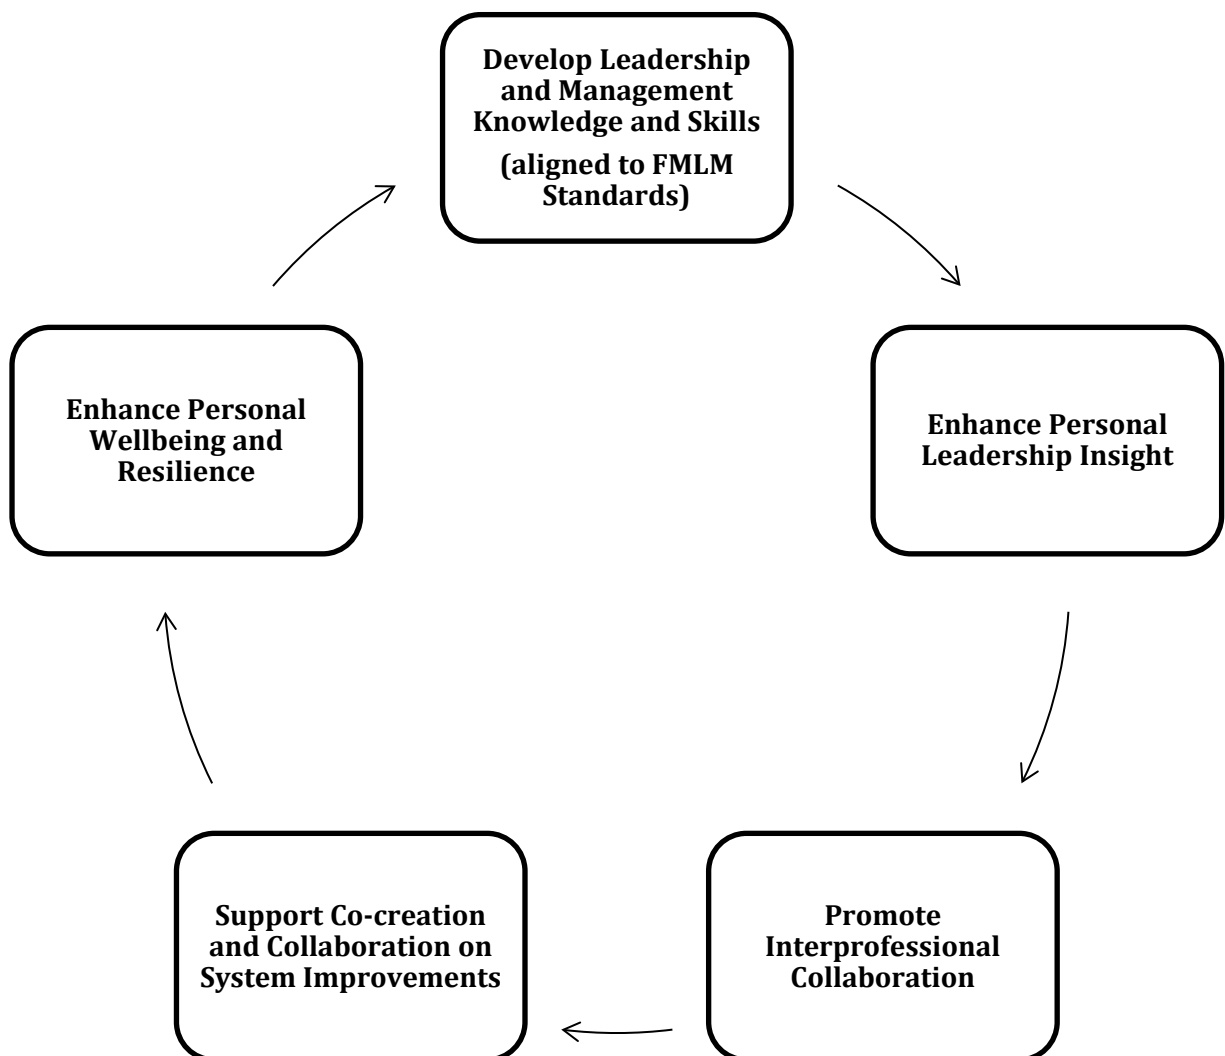 Develop Leadership
and Management
Knowledge and Skills
(aligned to FMLM
Standards)
Enhance Personal
Leadership Insight
Promote
Interprofessional
Collaboration
Support Co-creation
and Collaboration on
System Improvements
Enhance Personal
Wellbeing and
Resilience